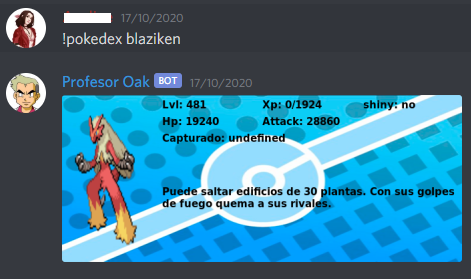 17/10/2020
!pokedex blaziken
Profesor Oak BOT 17/10/2020
Lvl: 481 Xp: 0/1924 shiny: no
Hp: 19240 Attack: 28860
Capturado: undefined
Puede saltar edificios de 30 plantas. Con sus golpes
de fuego quema a sus rivales.